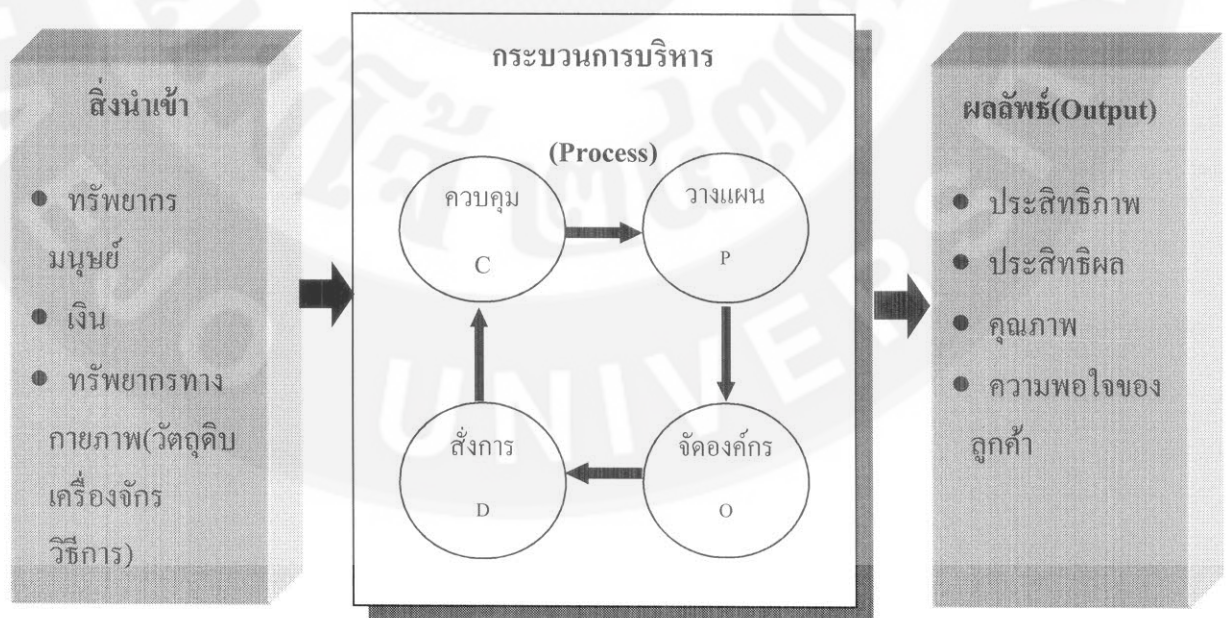 สิ่งนำเข้า
● ทรัพยากร
มนุษย์
● เงิน
● ทรัพยากรทาง
กายภาพ(วัตถุดิบ
เครื่องจักร
วิธีการ)
กระบวนการบริหาร
(Process)
ควบคุม
C
วางแผน
P
สั่งการ
D
จัดองค์กร
O
ผลลัพธ์(Output)
● ประสิทธิภาพ
● ประสิทธิผล
● คุณภาพ
● ความพอใจของ
ลูกค้า
UNIVERSI